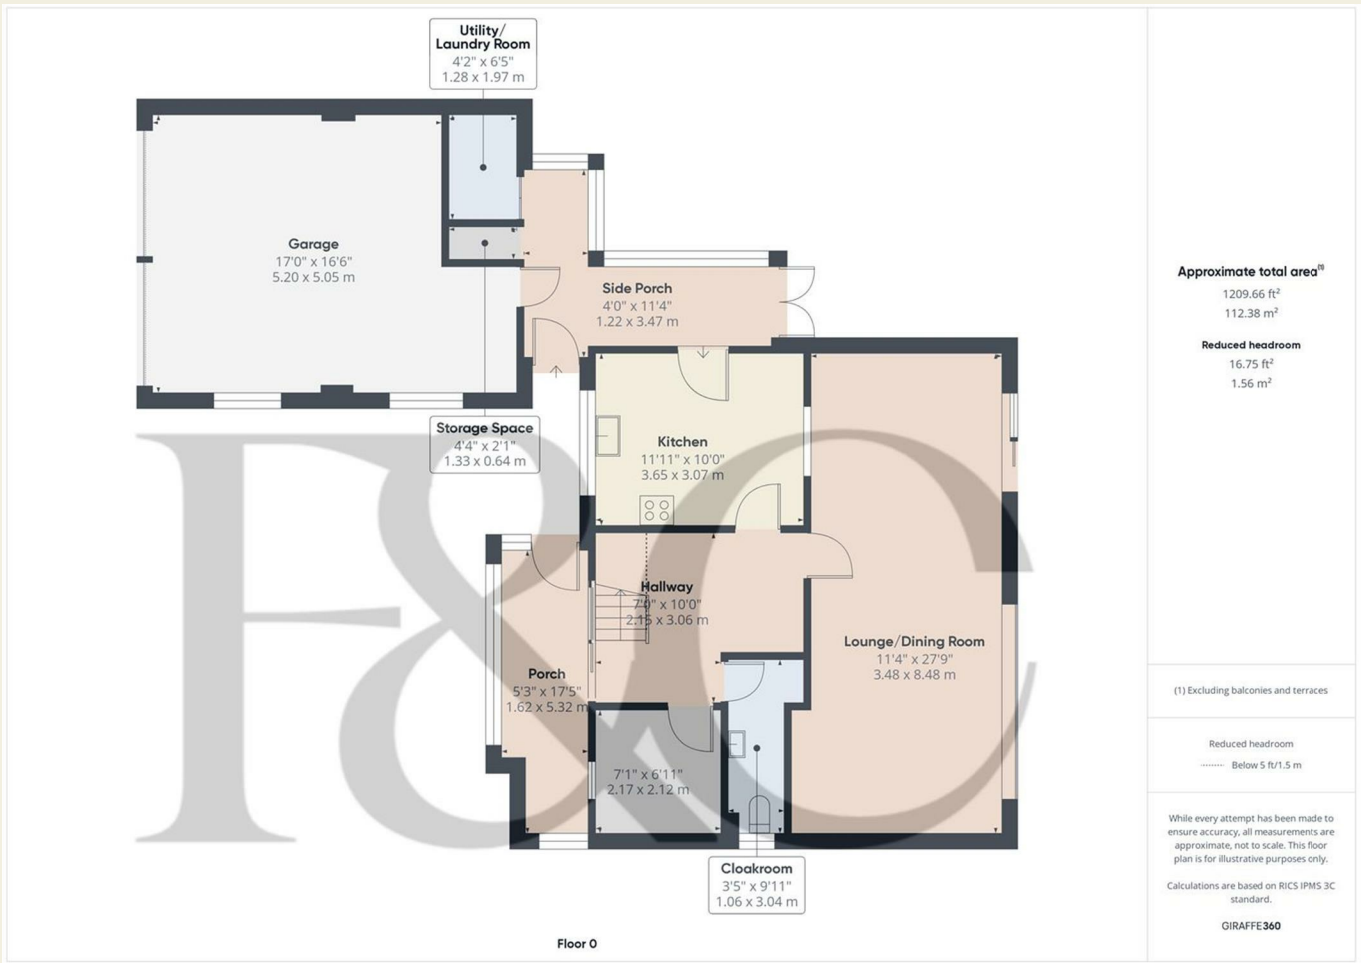 Utility/
Laundry Room
4'2" x 6'5"
1.28 x 1.97 m
Garage
17'0" x 16'6"
5.20 x 5.05 m
Side Porch
4'0" x 11'4"
1.22 x 3.47 m
Storage Space
4'4" x 2'1"
1.33 x 0.64 m
Kitchen
11'11" x 10'0"
3.65 x 3.07 m
Hallway
7'0" x 10'0"
2.15 x 3.06 m
Lounge/Dining Room
11'4" x 27'9"
3.48 x 8.48 m
Porch
5'3" x 17'5"
1.62 x 5.32 m
7'1" x 6'11"
2.17 x 2.12 m
Cloakroom
3'5" x 9'11"
1.06 x 3.04 m
F&C
Floor 0
Approximate total area(1)
1209.66 ft²
112.38 m²
Reduced headroom
16.75 ft²
1.56 m²
(1) Excluding balconies and terraces
Reduced headroom
Below 5 ft/1.5 m
While every attempt has been made to
ensure accuracy, all measurements are
approximate, not to scale. This floor
plan is for illustrative purposes only.
Calculations are based on RICS IPMS 3C
standard.
GIRAFFE360